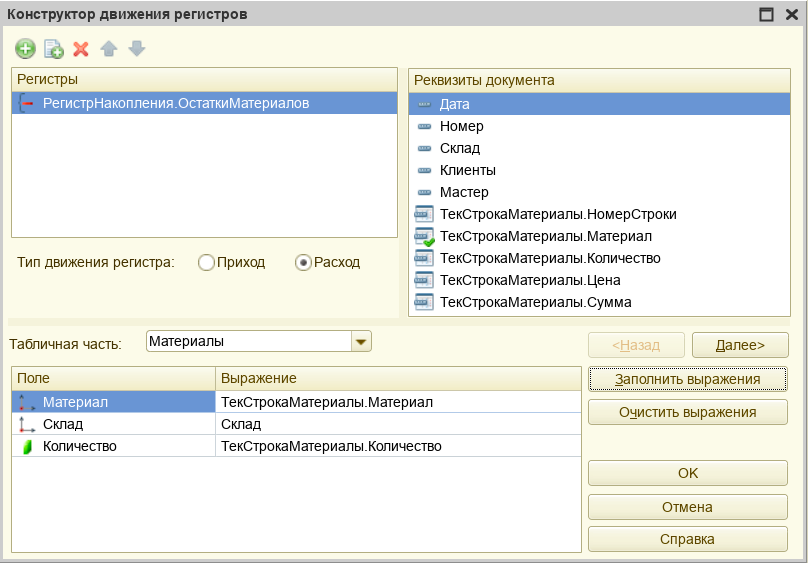 Конструктор движения регистров
Регистры
РегистрНакопления.ОстаткиМатериалов
Тип движения регистра:
Приход
Расход
Реквизиты документа
Дата
Номер
Склад
Клиенты
Мастер
ТекСтрокаМатериалы.НомерСтроки
ТекСтрокаМатериалы.Материал
ТекСтрокаМатериалы.Количество
ТекСтрокаМатериалы.Цена
ТекСтрокаМатериалы.Сумма
Табличная часть: Материалы
<Назад Далее>
Поле Выражение
Материал ТекСтрокаМатериалы.Материал
Склад Склад
Количество ТекСтрокаМатериалы.Количество
Заполнить выражения
Очистить выражения
OK
Отмена
Справка